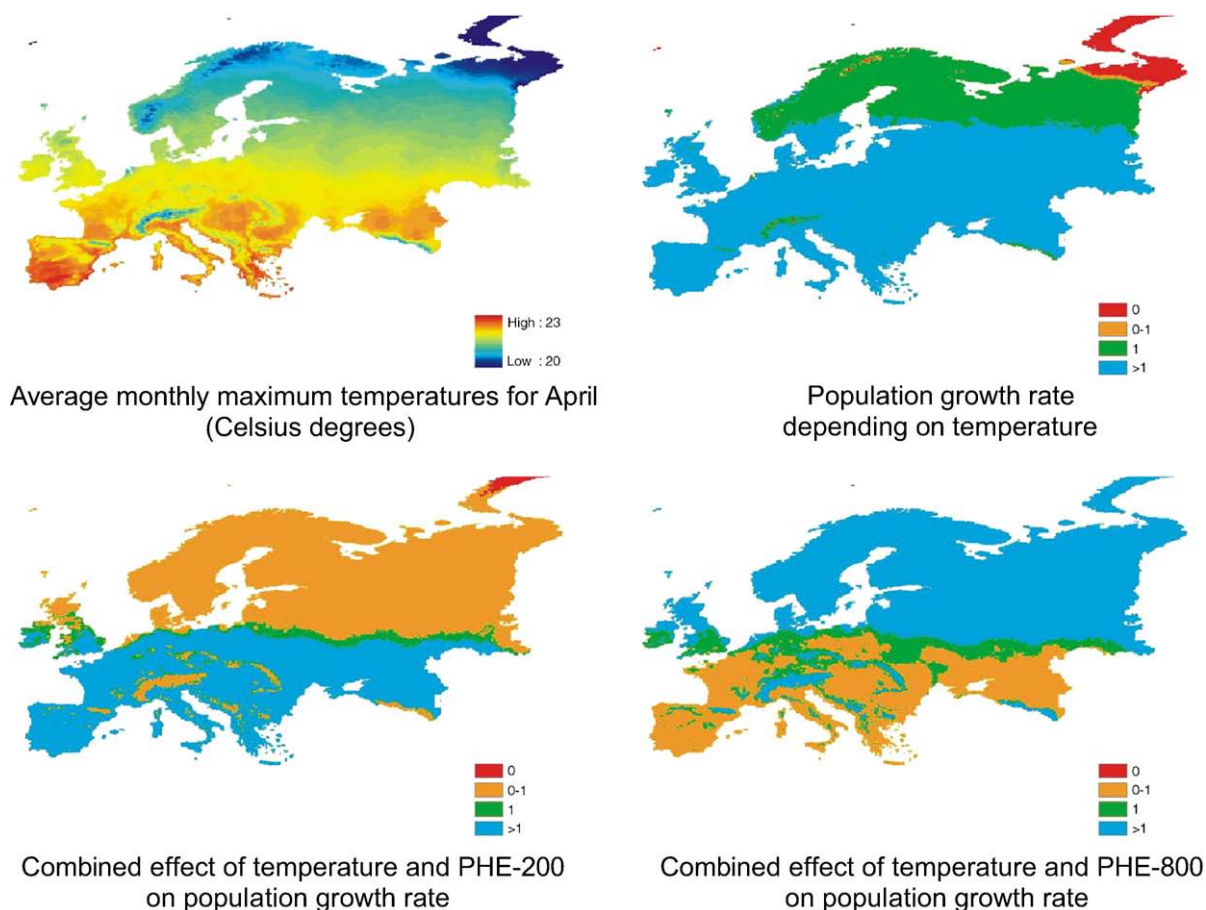 High : 23
Low : 20
Average monthly maximum temperatures for April
(Celsius degrees)
0
0-1
1
>1
Population growth rate
depending on temperature
0
0-1
1
>1
Combined effect of temperature and PHE-200
on population growth rate
0
0-1
1
>1
Combined effect of temperature and PHE-800
on population growth rate